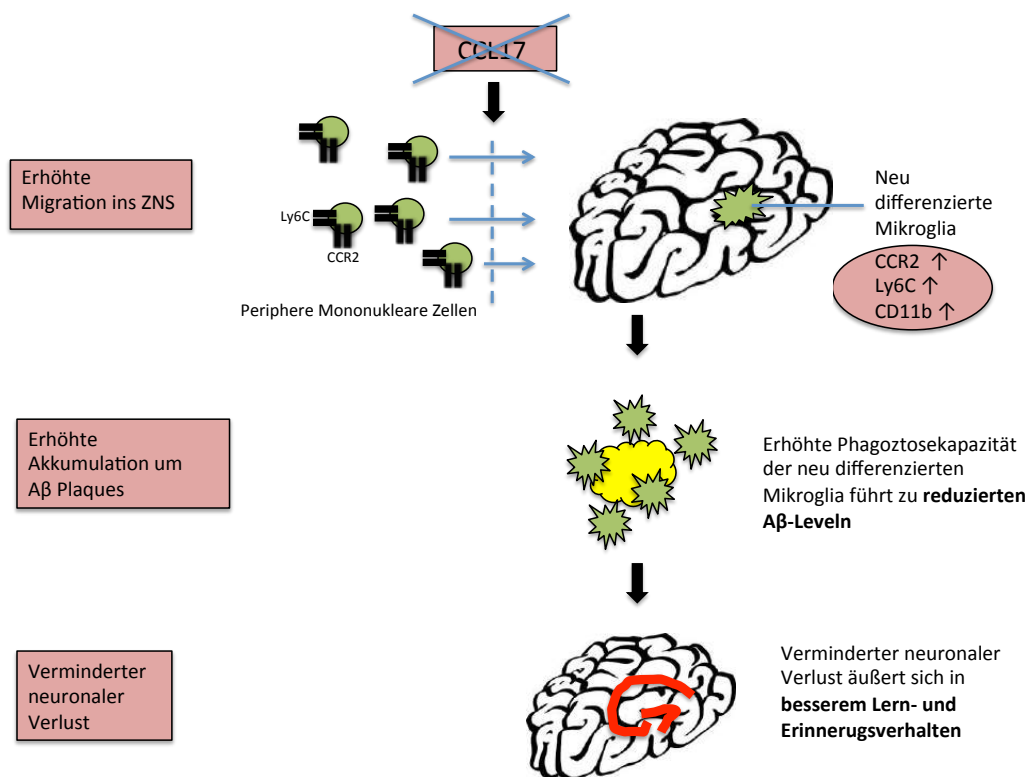 CCL17
Erhöhte
Migration ins ZNS
Ly6C
CCR2
Periphere Mononukleare Zellen
Neu
differenzierte
Mikroglia
CCR2 ↑
Ly6C ↑
CD11b ↑
Erhöhte
Akkumulation um
Aβ Plaques
Erhöhte Phagoztosekapazität
der neu differenzierten
Mikroglia führt zu reduzierten
Aβ-Leveln
Verminderter
neuronaler
Verlust
Verminderter neuronaler
Verlust äußert sich in
besserem Lern- und
Erinnerugsverhalten